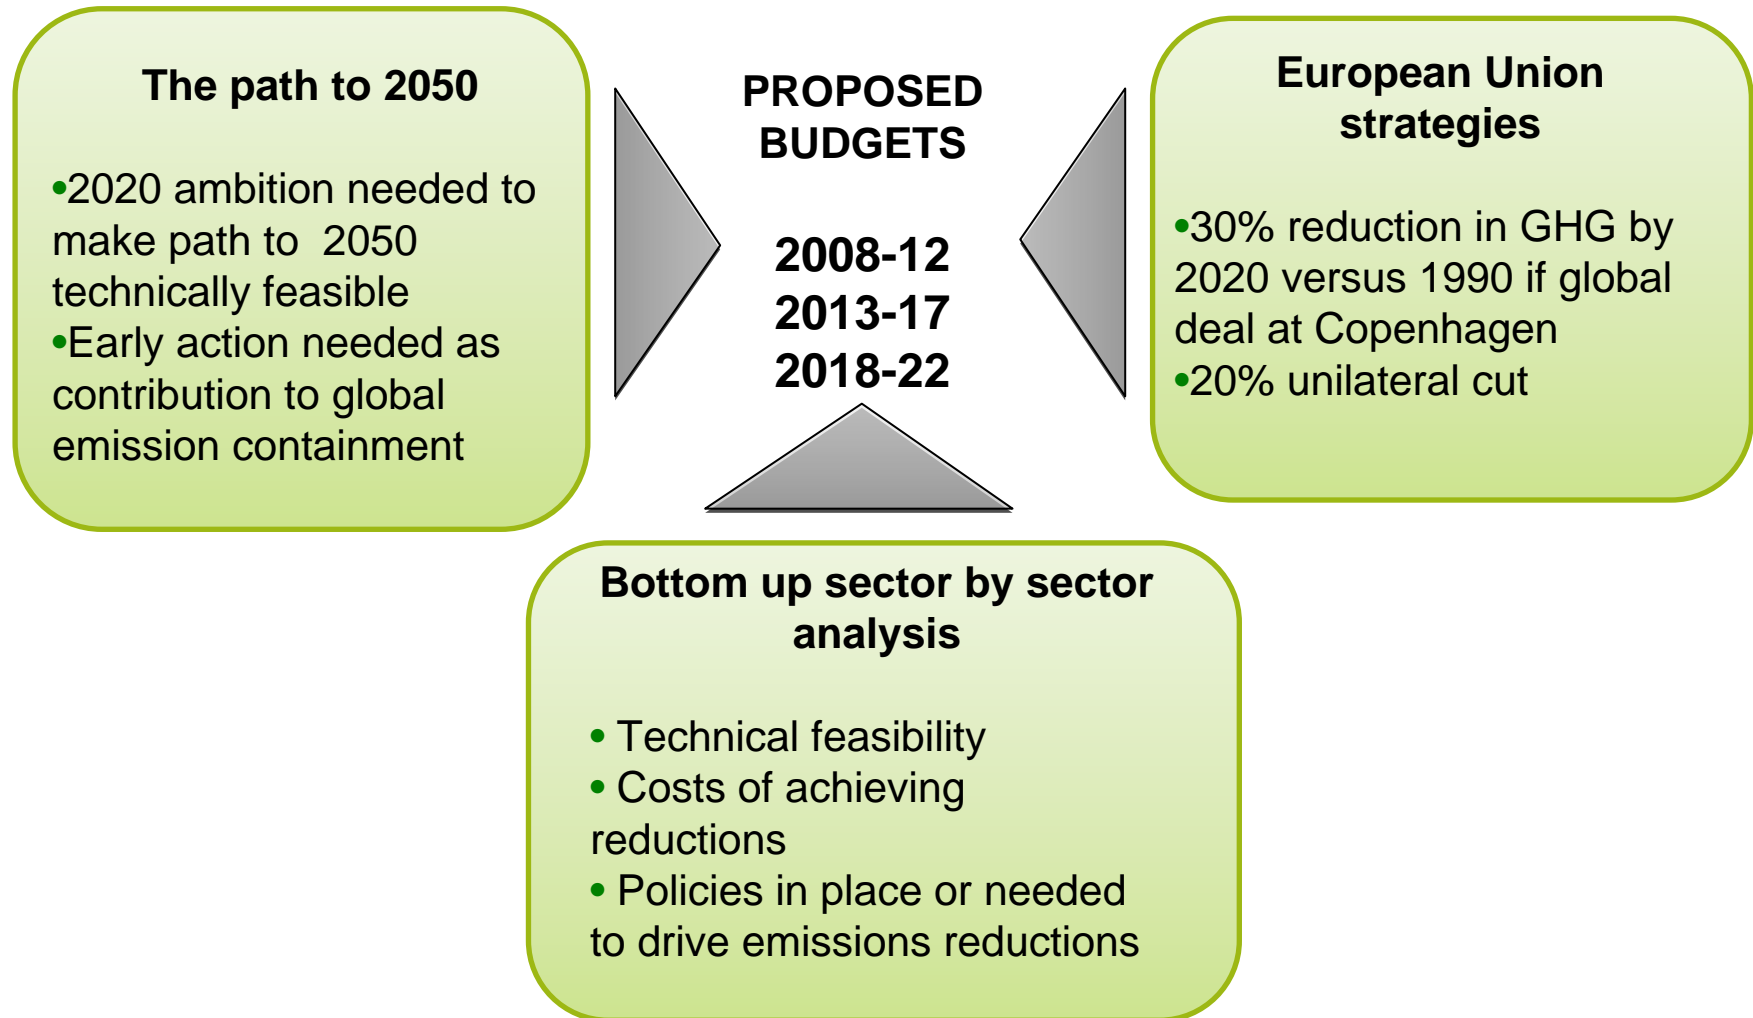 The path to 2050
•2020 ambition needed to
make path to  2050
technically feasible
•Early action needed as
contribution to global
emission containment
PROPOSED
BUDGETS
2008-12
2013-17
2018-22
European Union
strategies
•30% reduction in GHG by
2020 versus 1990 if global
deal at Copenhagen
•20% unilateral cut
Bottom up sector by sector
analysis
• Technical feasibility
• Costs of achieving
reductions
• Policies in place or needed
to drive emissions reductions